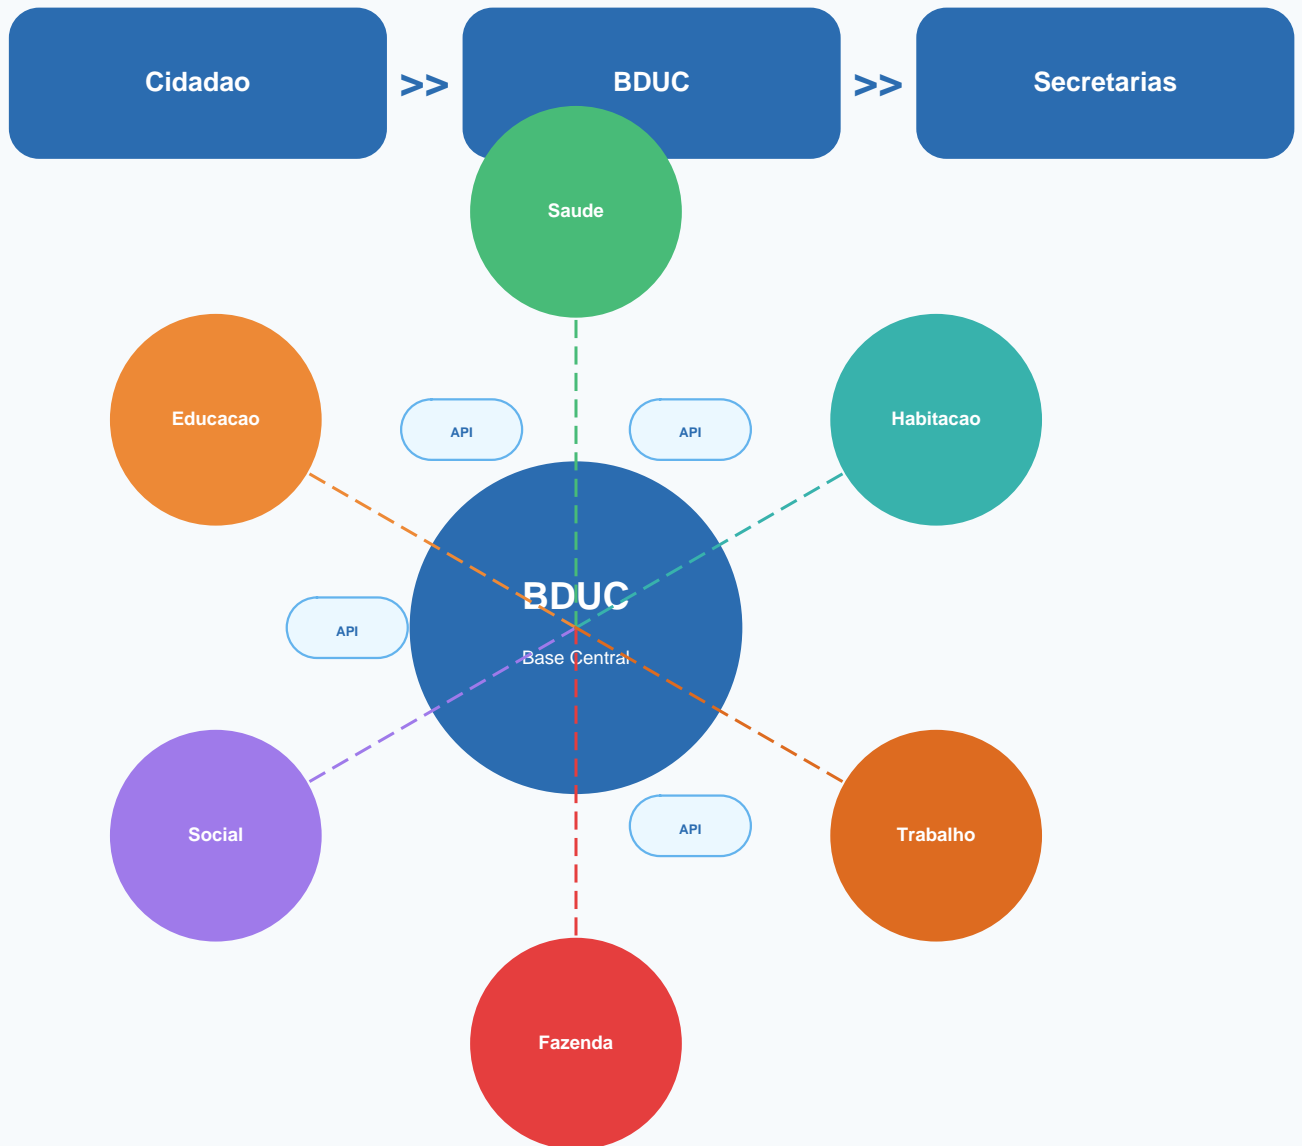 Cidadao
>>
BDUC
>>
Secretarias
Saude
Educacao
Habitacao
API
API
BDUC
Base Central
API
Social
Trabalho
API
Fazenda